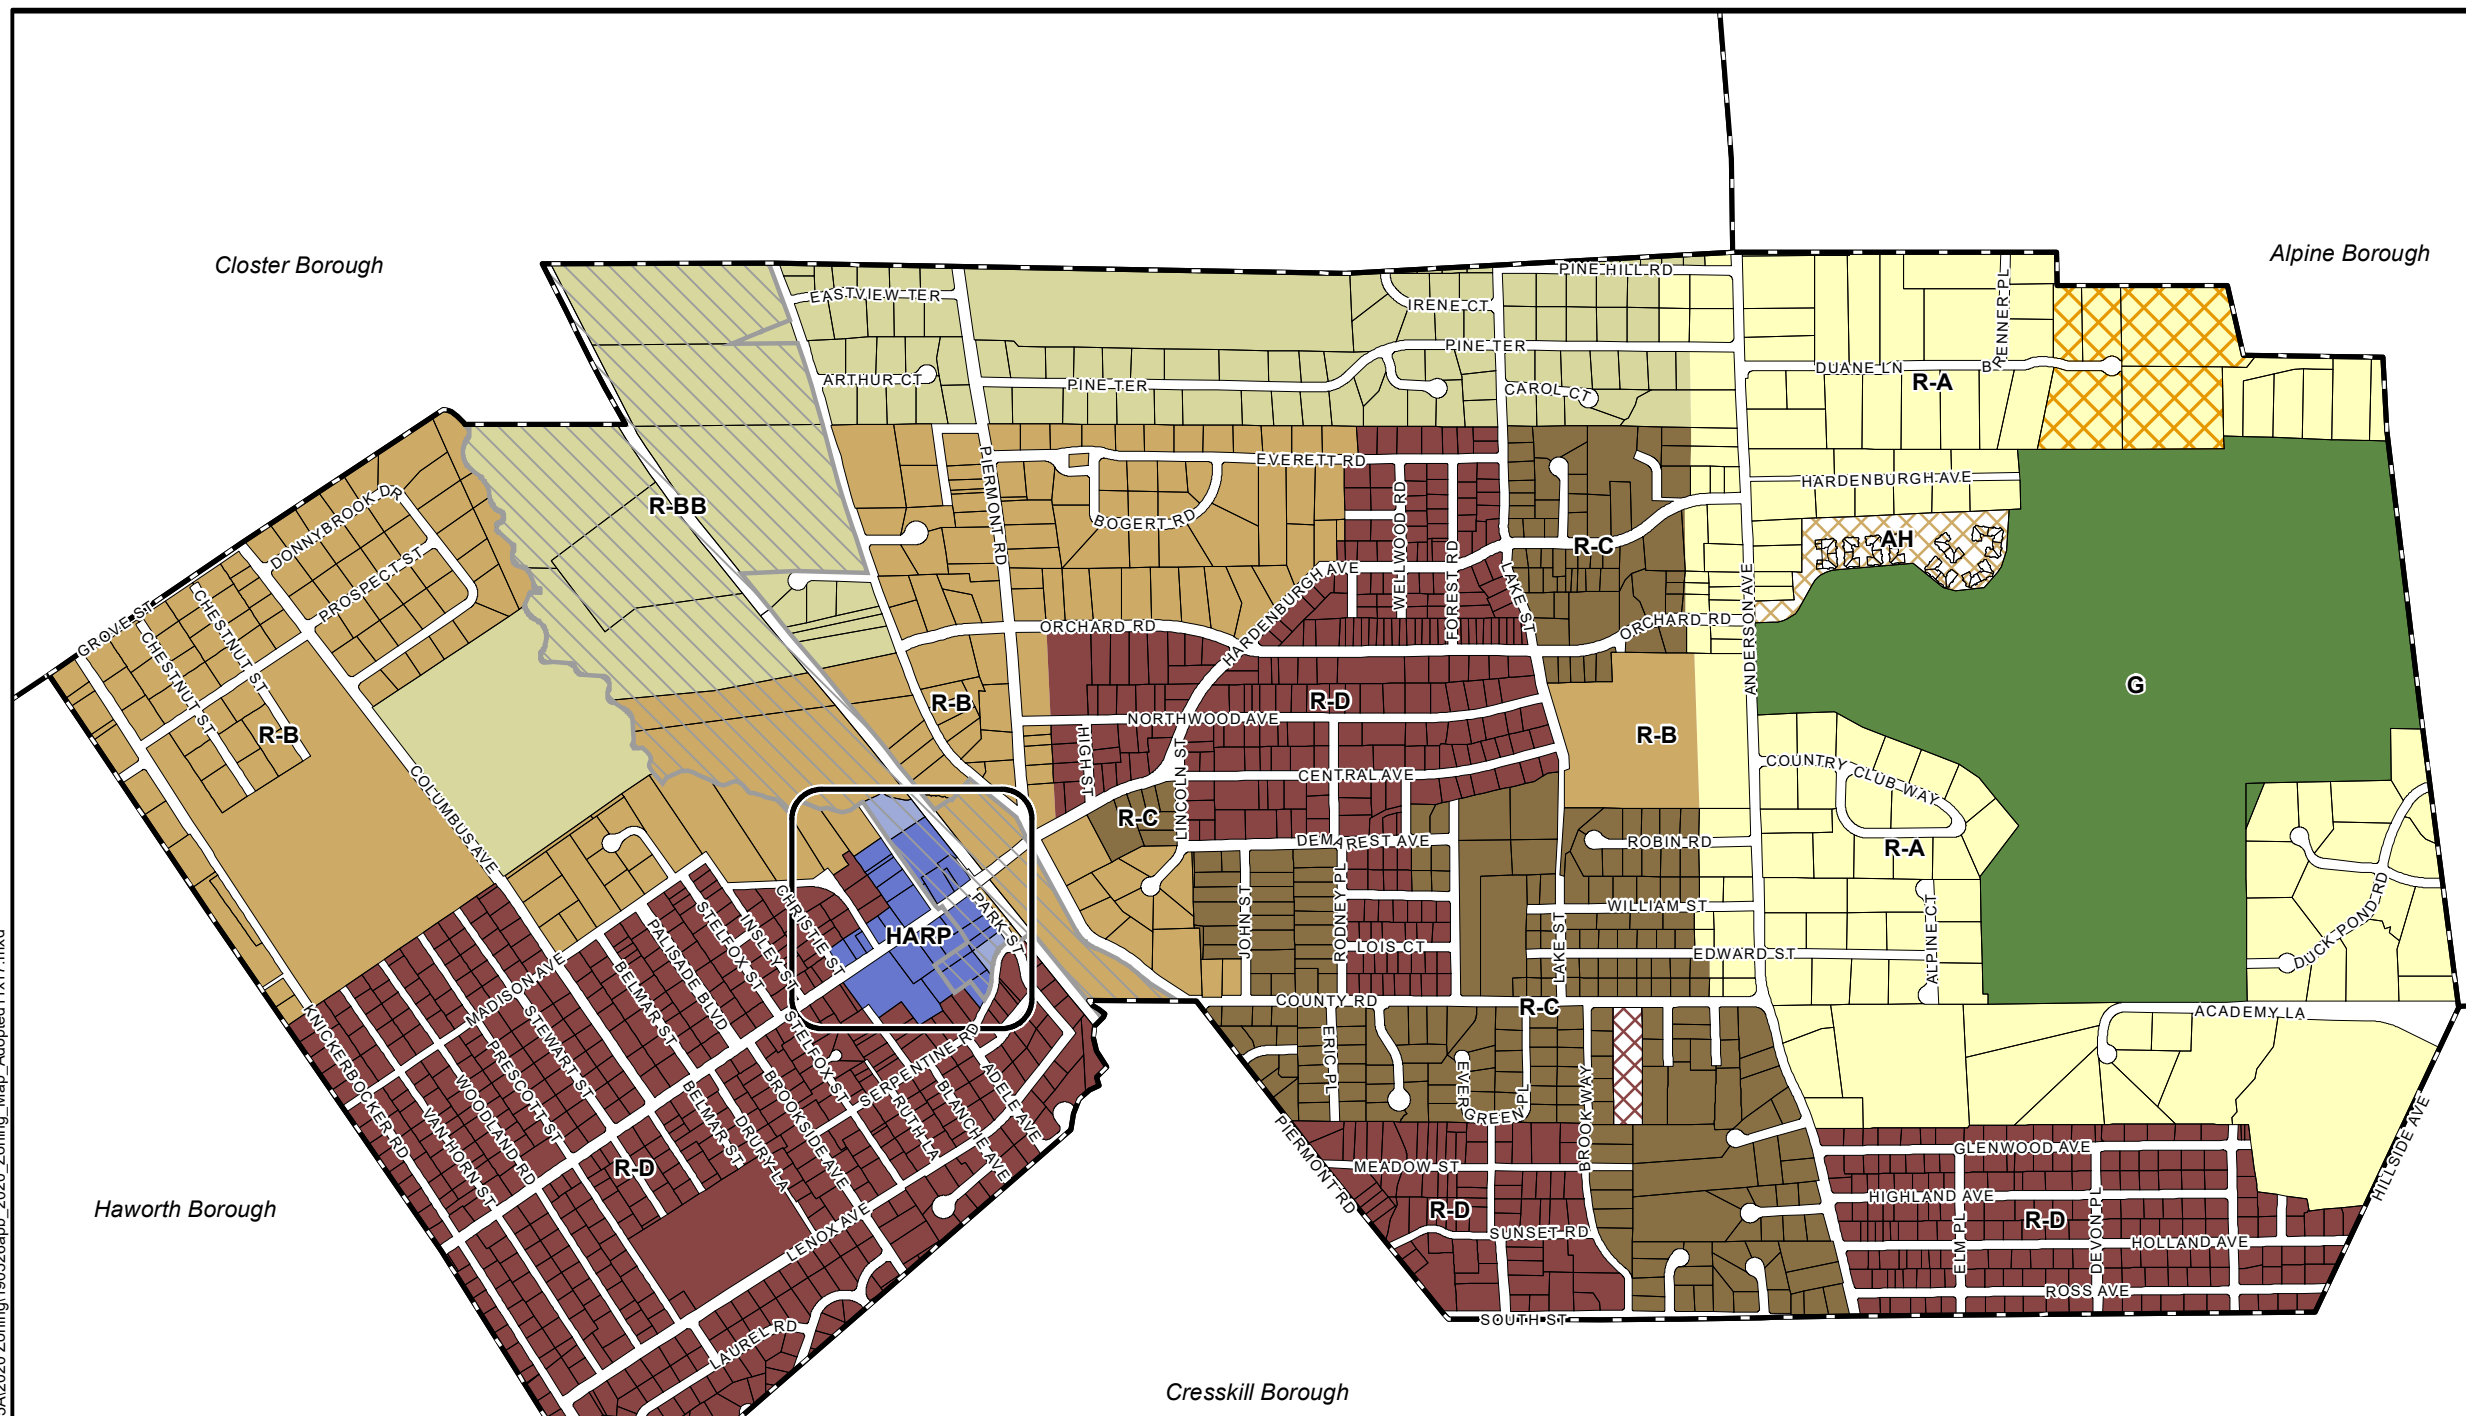 Closter Borough
Alpine Borough
PINE HILL RD
EASTVIEW TER
IRENE CT
BRENNER PL
PINE TER
DUANE LN
R-A
ARTHUR CT
PINE TER
CAROL CT
EVERETT RD
PIERMONT RD
HARDENBURGH AVE
DONNYBROOK DR
R-BB
BOGERT RD
WELLWOOD RD
FOREST RD
R-C
AH
PROSPECT ST
HARDENBURGH AVE
LAKE ST
ANDERSON AVE
GROVE ST
CHESTNUT ST
CHESTNUT ST
ORCHARD RD
ORCHARD RD
R-B
R-B
R-D
R-B
G
NORTHWOOD AVE
HIGH ST
LINCOLN ST
CENTRAL AVE
COUNTRY CLUB WAY
COLUMBUS AVE
R-C
DEMAREST AVE
ROBIN RD
R-A
CHRISTIE ST
PARK ST
HARP
JOHN ST
RODNEY PL
LOIS CT
LAKE ST
WILLIAM ST
EDWARD ST
ALPINE CT
DUCK POND RD
STELFOX ST
INSLEY ST
PALISADE BLVD
BELMAR ST
MADISON AVE
STEWART ST
KNICKERBOCKER RD
COUNTY RD
R-C
ACADEMY LA
PRESCOTT ST
WOODLAND RD
VAN HORN ST
STELFOX ST
SERPENTINE RD
BROOKSIDE AVE
BELMAR ST
DRURY LA
RUTH LA
BLANCHE AVE
ADELE AVE
ERIC PL
EVER
GREEN PL
BROOK WAY
PIERMONT RD
MEADOW ST
GLENWOOD AVE
HILLSIDE AVE
R-D
Haworth Borough
R-D
HIGHLAND AVE
R-D
ELM PL
DEVON PL
HOLLAND AVE
LENOX AVE
SUNSET RD
ROSS AVE
LAUREL RD
SOUTH ST
Cresskill Borough